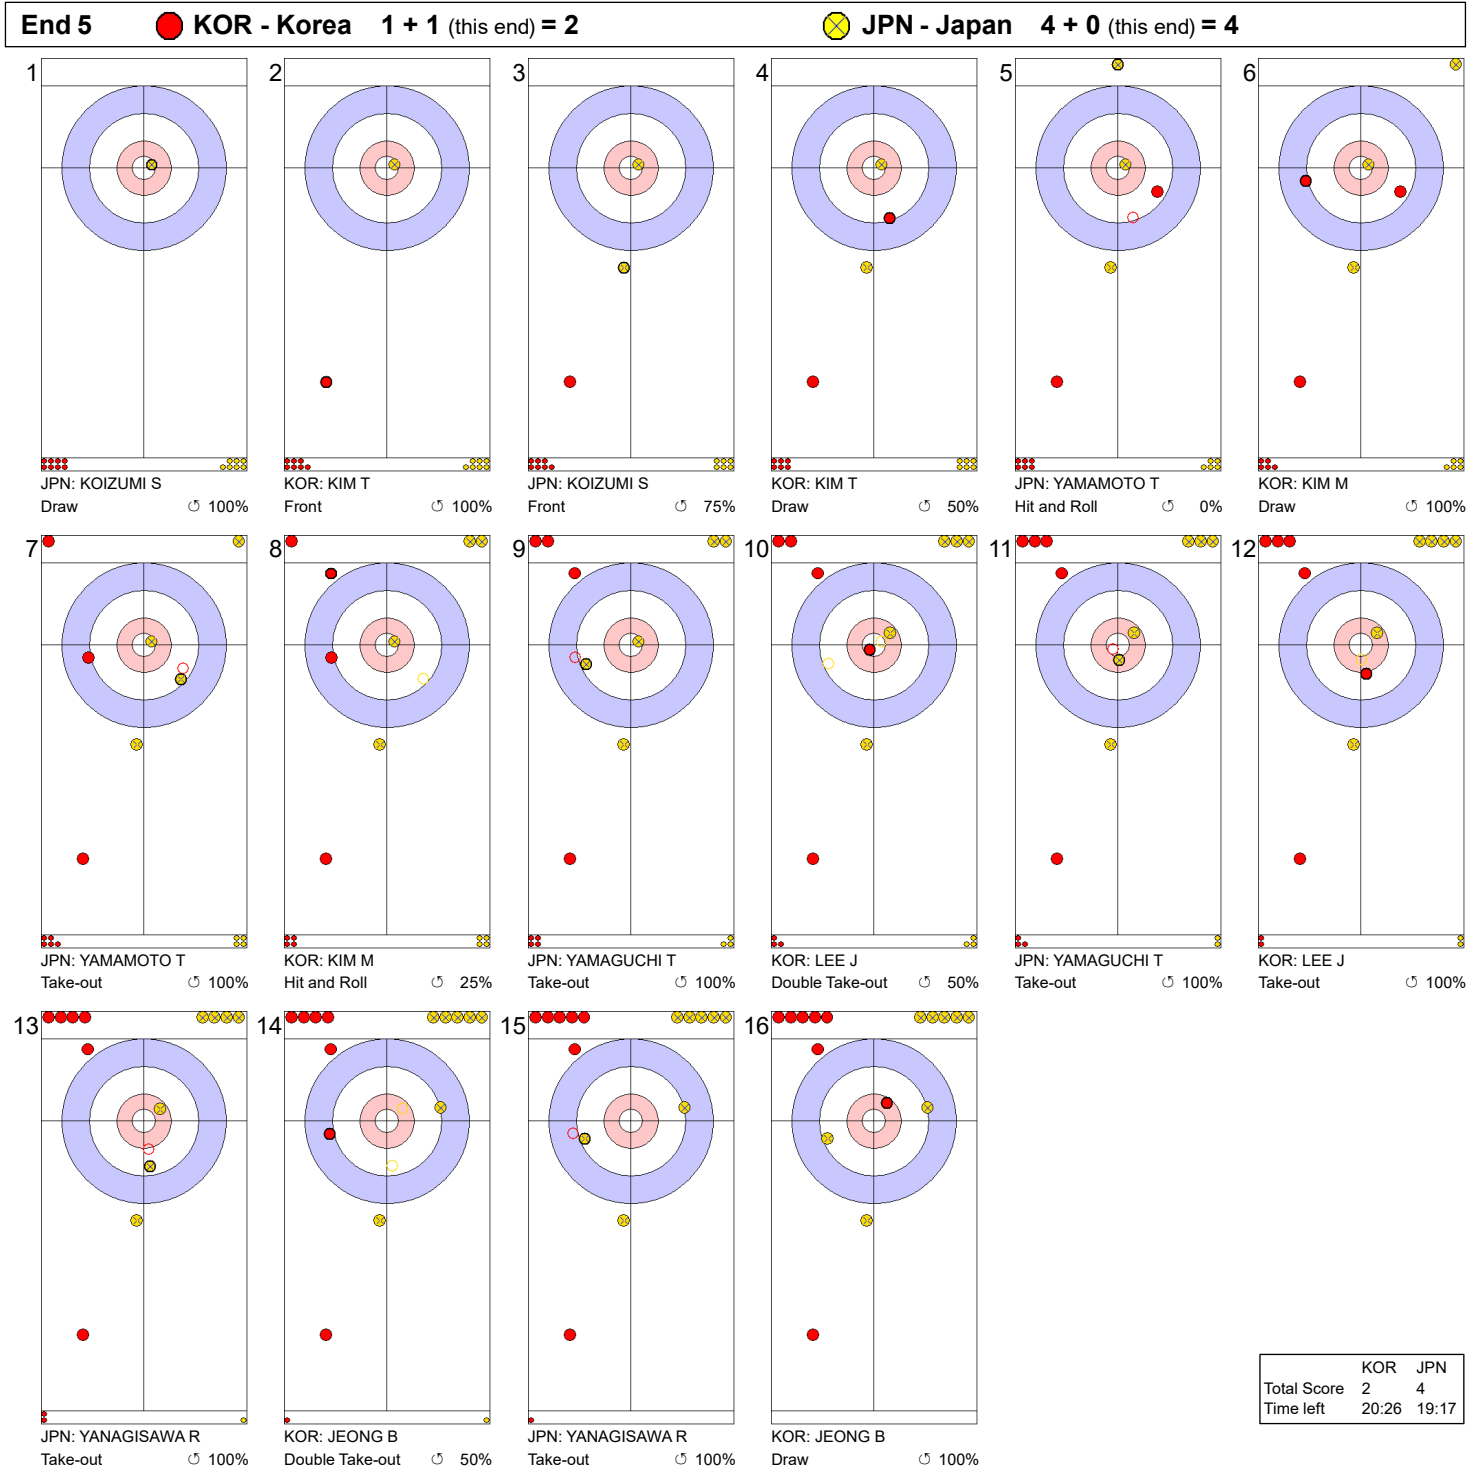 End 5 KOR - Korea 1 + 1 (this end) = 2 JPN - Japan 4 + 0 (this end) = 4
1
JPN: KOIZUMI S
Draw 100%
2
KOR: KIM T
Front 100%
3
JPN: KOIZUMI S
Front 75%
4
KOR: KIM T
Draw 50%
5
JPN: YAMAMOTO T
Hit and Roll 0%
6
KOR: KIM M
Draw 100%
7
JPN: YAMAMOTO T
Take-out 100%
8
KOR: KIM M
Hit and Roll 25%
9
JPN: YAMAGUCHI T
Take-out 100%
10
KOR: LEE J
Double Take-out 50%
11
JPN: YAMAGUCHI T
Take-out 100%
12
KOR: LEE J
Take-out 100%
13
JPN: YANAGISAWA R
Take-out 100%
14
KOR: JEONG B
Double Take-out 50%
15
JPN: YANAGISAWA R
Take-out 100%
16
KOR: JEONG B
Draw 100%
KOR JPN
Total Score 2 4
Time left 20:26 19:17